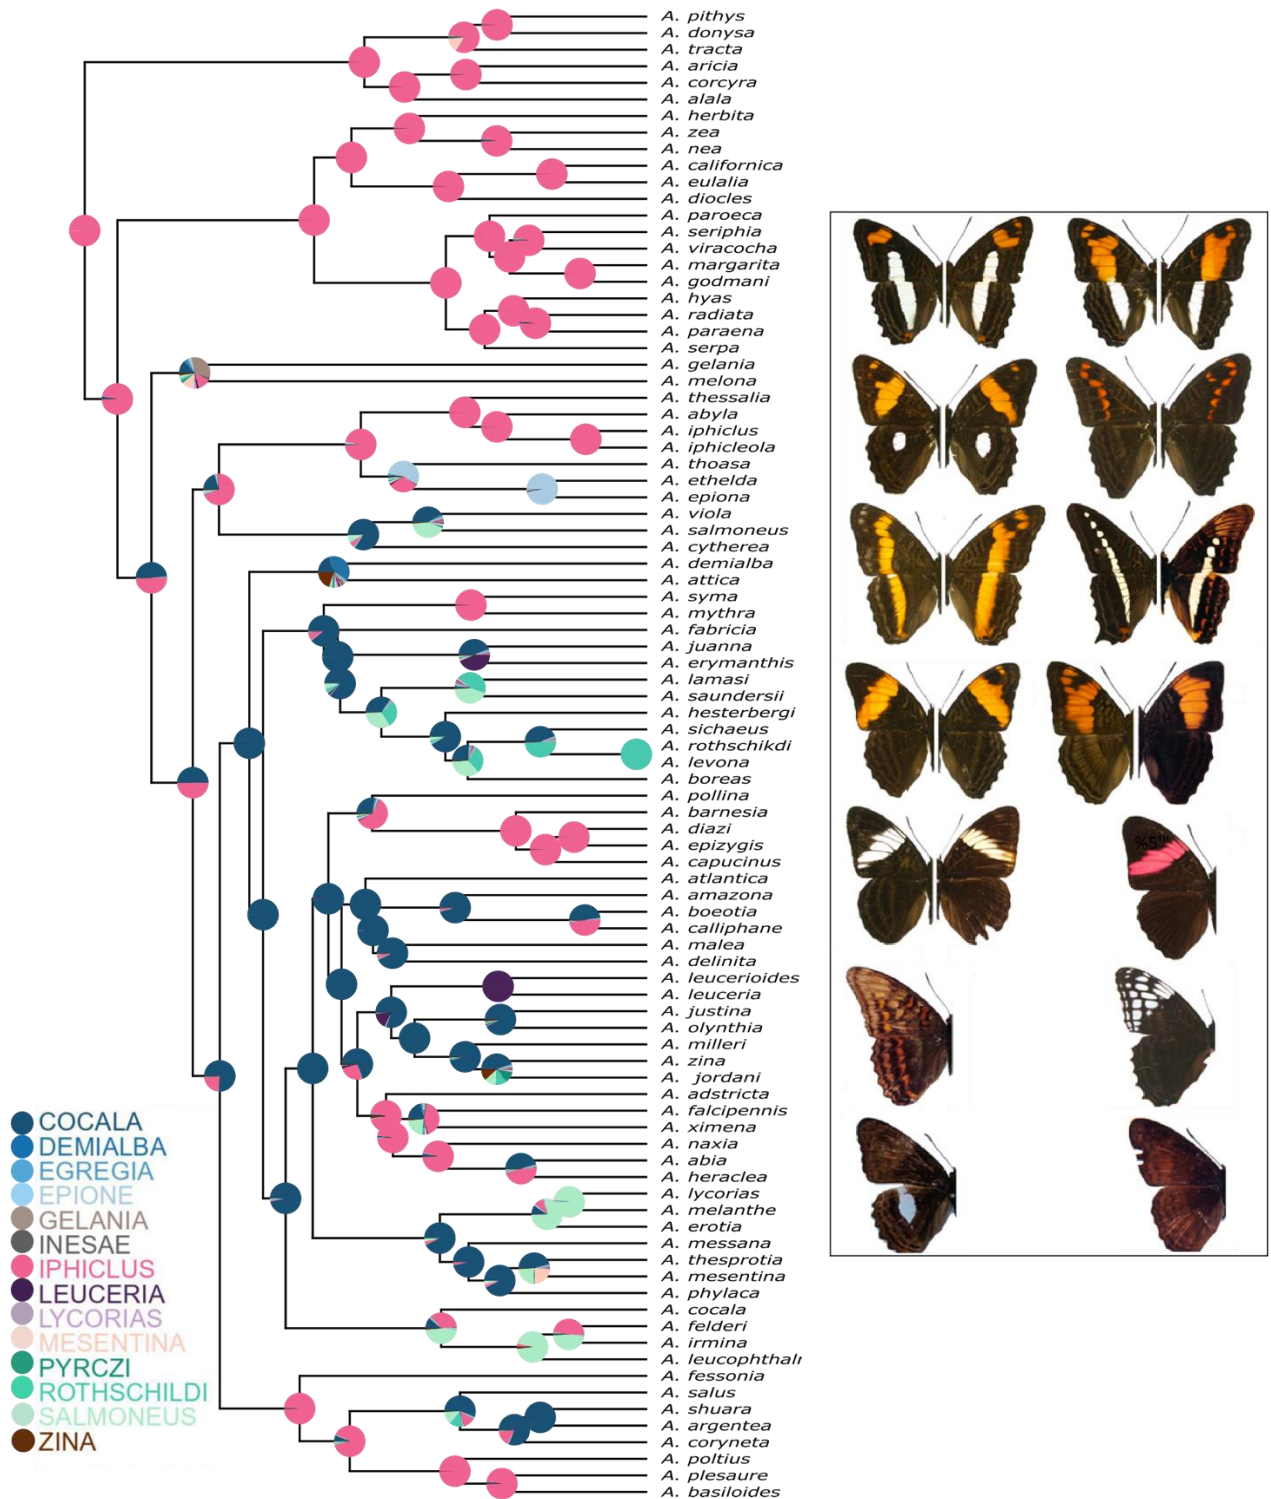 A. pithys
A. donysa
A. tracta
A. aricia
A. corcyra
A. alala
A. herbita
A. zea
A. nea
A. californica
A. eulalia
A. diocles
A. paroeca
A. seriphia
A. viracocha
A. margarita
A. godmani
A. hyas
A. radiata
A. paraena
A. serpa
A. gelania
A. melona
A. thessalia
A. abyla
A. iphiclus
A. iphicleola
A. thoasa
A. ethelda
A. epiona
A. viola
A. salmoneus
A. cytherea
A. demialba
A. attica
A. syma
A. mythra
A. fabricia
A. juanna
A. erymanthis
A. lamasi
A. saundersii
A. hesterbergi
A. sichaeus
A. rothschikdi
A. levona
A. boreas
A. pollina
A. barnesia
A. diazi
A. epizygis
A. capucinus
A. atlantica
A. amazona
A. boeotia
A. calliphane
A. malea
A. delinita
A. leucerioides
A. leuceria
A. justina
A. olynthia
A. milleri
A. zina
A. jordani
A. adstricta
A. falcipennis
A. ximena
A. naxia
A. abia
A. heraclea
A. lycorias
A. melanthe
A. erotia
A. messana
A. thesprotia
A. mesentina
A. phylaca
A. cocala
A. felderi
A. irmina
A. leucophthalr
A. fessonia
A. salus
A. shuara
A. argentea
A. coryneta
A. poltius
A. plesaure
A. basiloides
COCALA
DEMIALBA
EGREGIA
EPIONE
GELANIA
INESAE
IPHICLUS
LEUCERIA
LYCORIAS
MESENTINA
PYRCZI
ROTHSCHILDI
SALMONEUS
ZINA